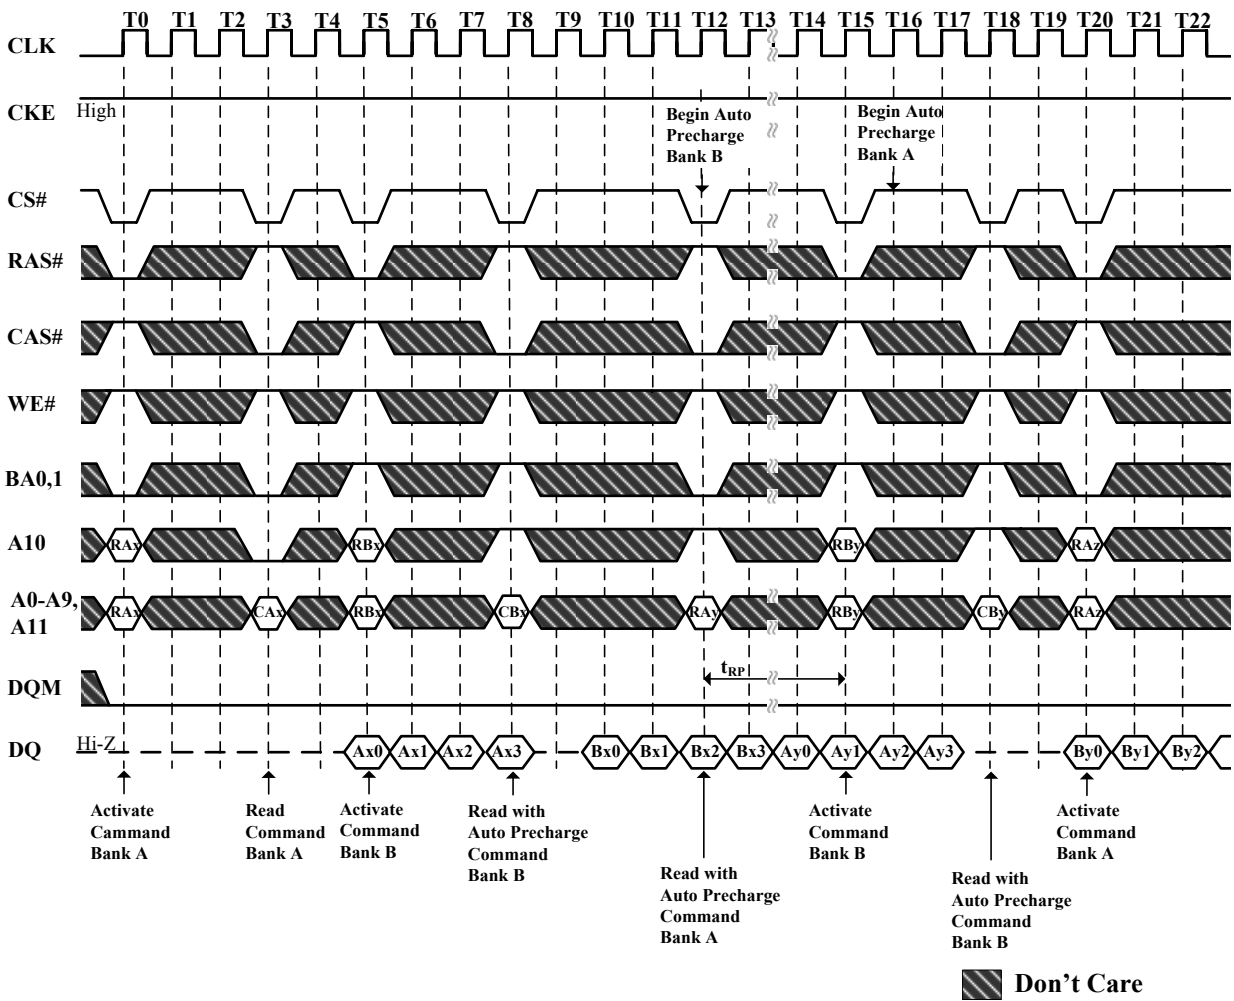 T0 T1 T2 T3 T4 T5 T6 T7 T8 T9 T10 T11 T12 T13 T14 T15 T16 T17 T18 T19 T20 T21 T22
CLK
CKE High
Begin Auto
Precharge
Bank B
Begin Auto
Precharge
Bank A
CS#
RAS#
CAS#
WE#
BA0,1
A10 RAx RBx RBy RAz
A0-A9,
A11
RAx CAx RBx CBx RAy RBy CBy RAz
DQM
tRP
DQ Hi-Z Ax0 Ax1 Ax2 Ax3 Bx0 Bx1 Bx2 Bx3 Ay0 Ay1 Ay2 Ay3 By0 By1 By2
Activate
Cammand
Bank A
Read
Command
Bank A
Activate
Command
Bank B
Read with
Auto Precharge
Command
Bank B
Read with
Auto Precharge
Command
Bank A
Activate
Command
Bank B
Read with
Auto Precharge
Command
Bank B
Activate
Command
Bank A
Don't Care